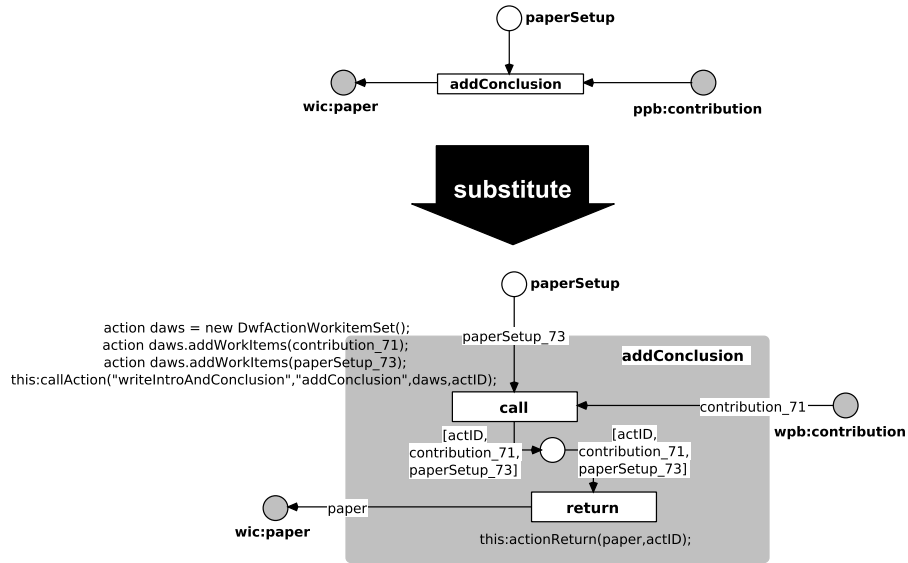 paperSetup
addConclusion
wic:paper
ppb:contribution
substitute
paperSetup
action daws = new DwfActionWorkitemSet();
action daws.addWorkItems(contribution_71);
action daws.addWorkItems(paperSetup_73);
this:callAction("writeIntroAndConclusion","addConclusion",daws,actID);
paperSetup_73
addConclusion
call
contribution_71
wpb:contribution
[actID,
contribution_71,
paperSetup_73]
[actID,
contribution_71,
paperSetup_73]
paper
return
wic:paper
this:actionReturn(paper,actID);